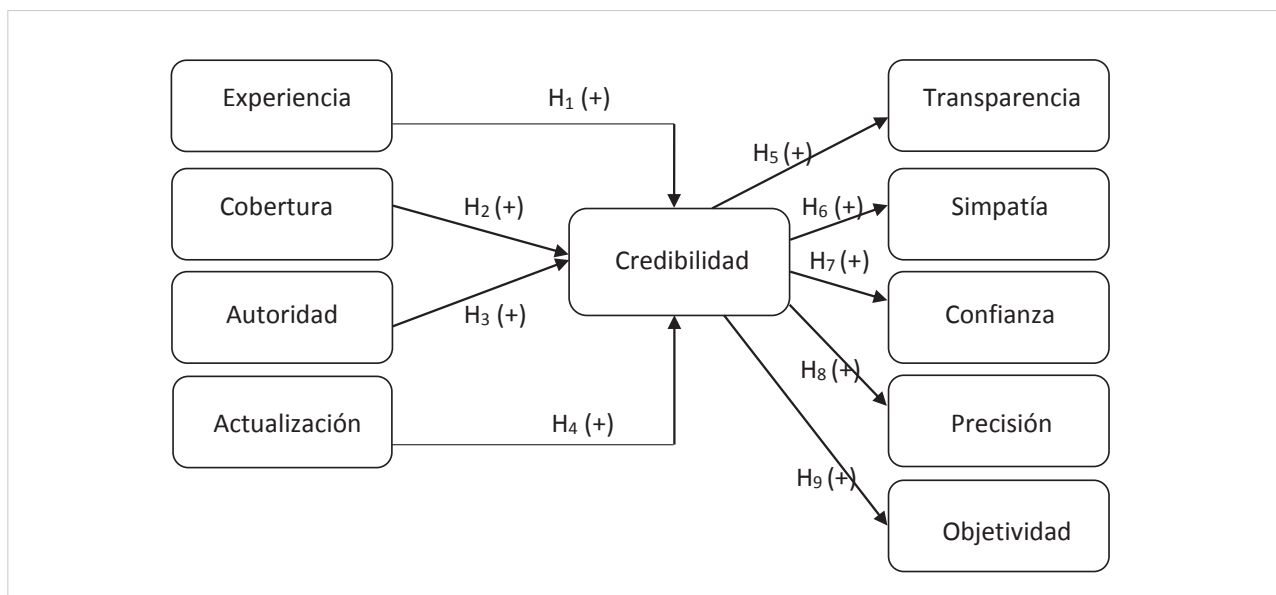 Experiencia
H₁ (+)
Transparencia
H₅ (+)
Cobertura
H₂ (+)
H₆ (+)
Simpatía
Credibilidad
H₇ (+)
Autoridad
H₃ (+)
Confianza
H₈ (+)
Actualización
H₄ (+)
Precisión
H₉ (+)
Objetividad